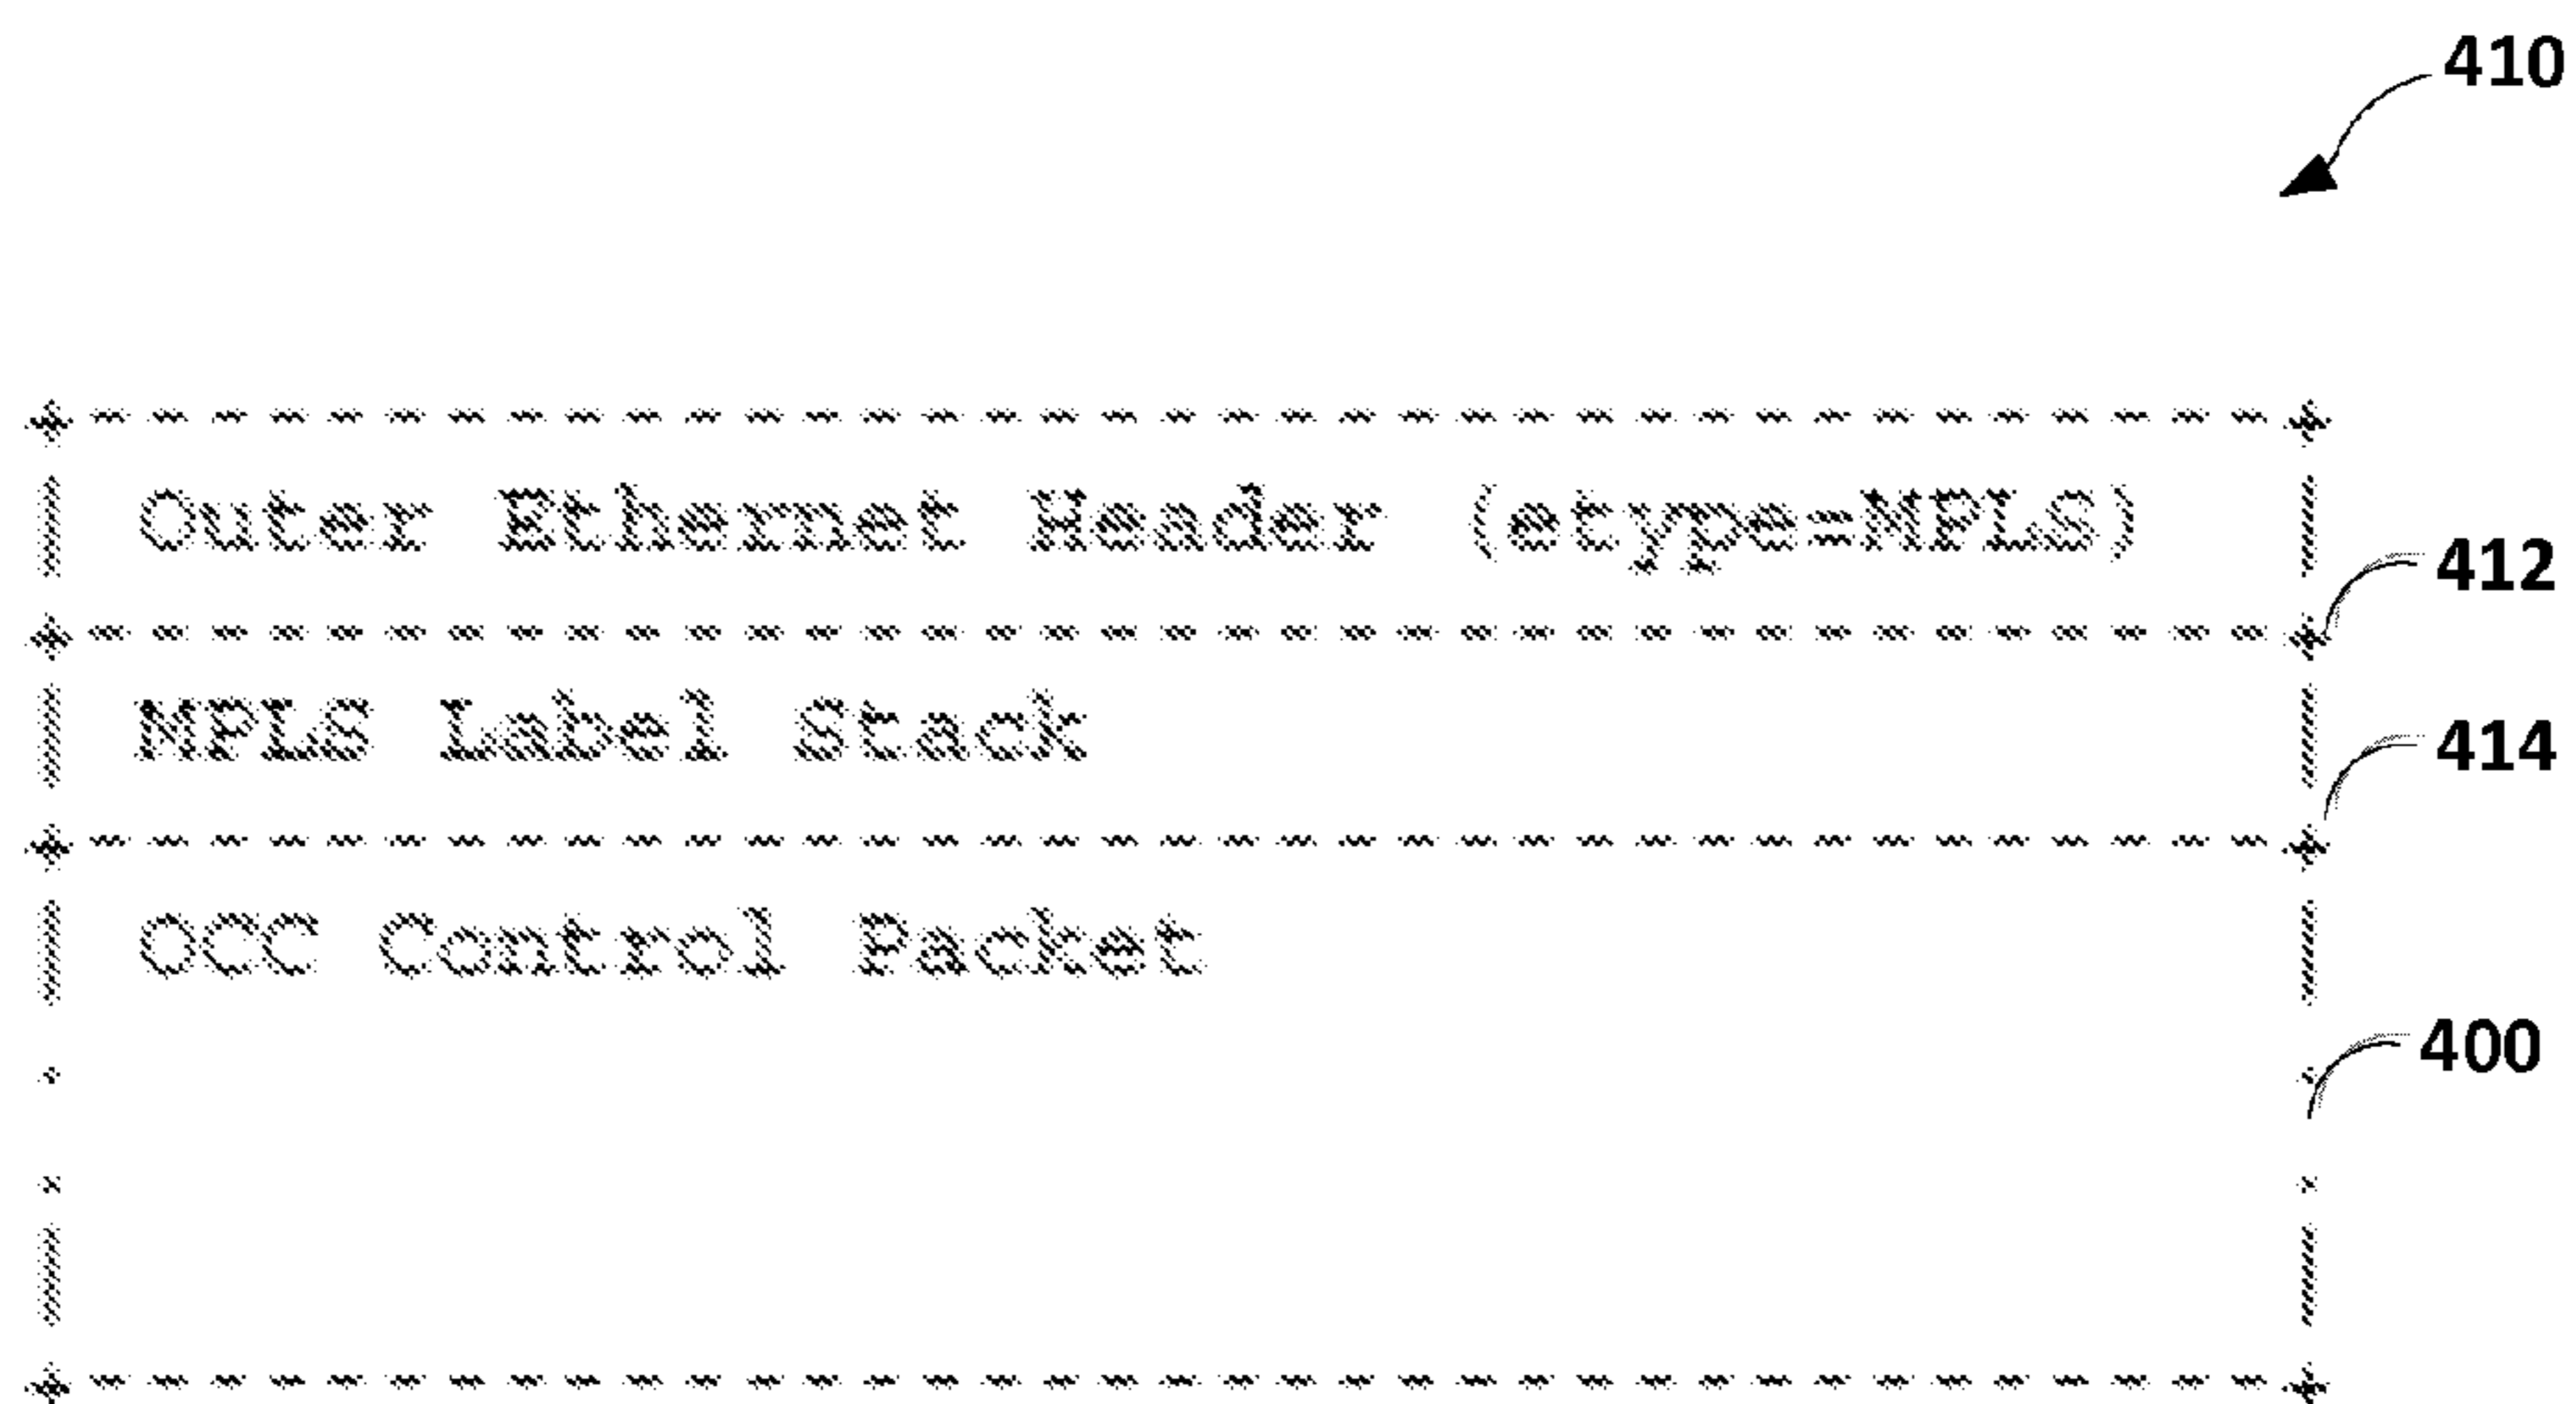 410
Outer Ethernet Header (etype=MPLS)
412
MPLS Label Stack
414
OCC Control Packet
400